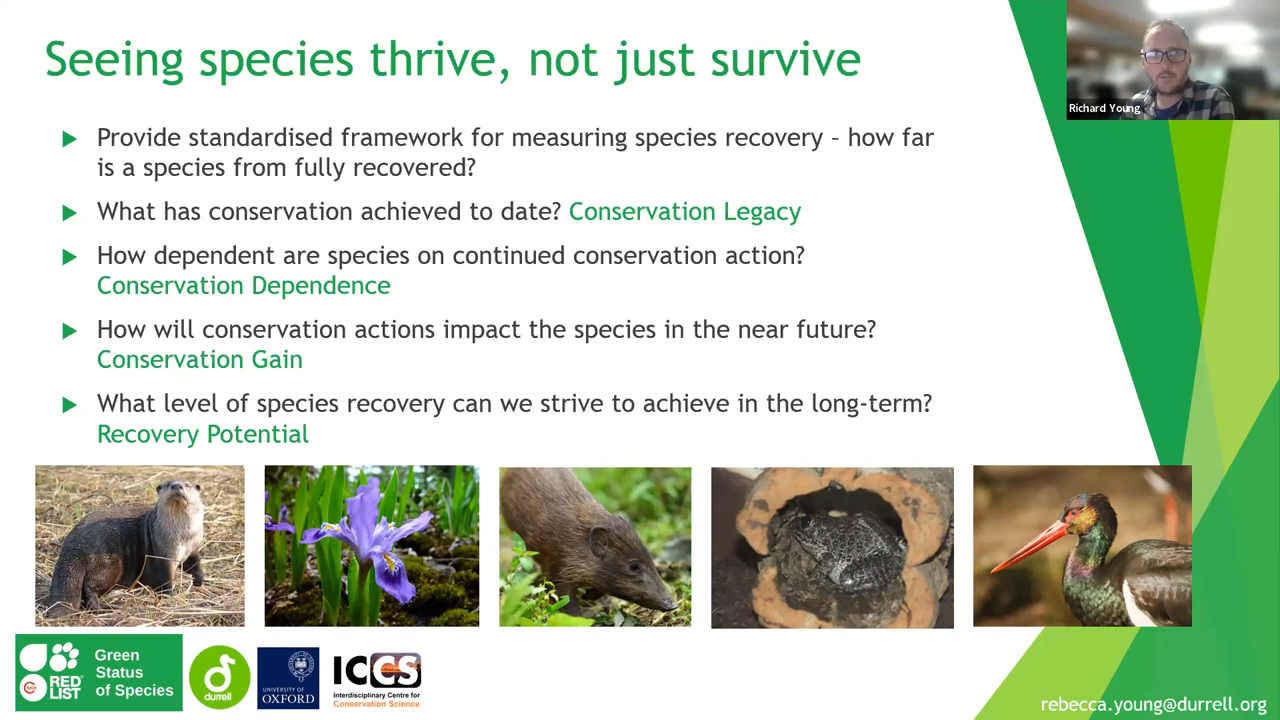 Seeing species thrive, not just survive
Richard Young
Provide standardised framework for measuring species recovery – how far
is a species from fully recovered?
What has conservation achieved to date? Conservation Legacy
How dependent are species on continued conservation action?
Conservation Dependence
How will conservation actions impact the species in the near future?
Conservation Gain
What level of species recovery can we strive to achieve in the long-term?
Recovery Potential
Green
Status
of Species
RED
LIST
durrell
UNIVERSITY OF
OXFORD
ICCS
Interdisciplinary Centre for
Conservation Science
rebecca.young@durrell.org